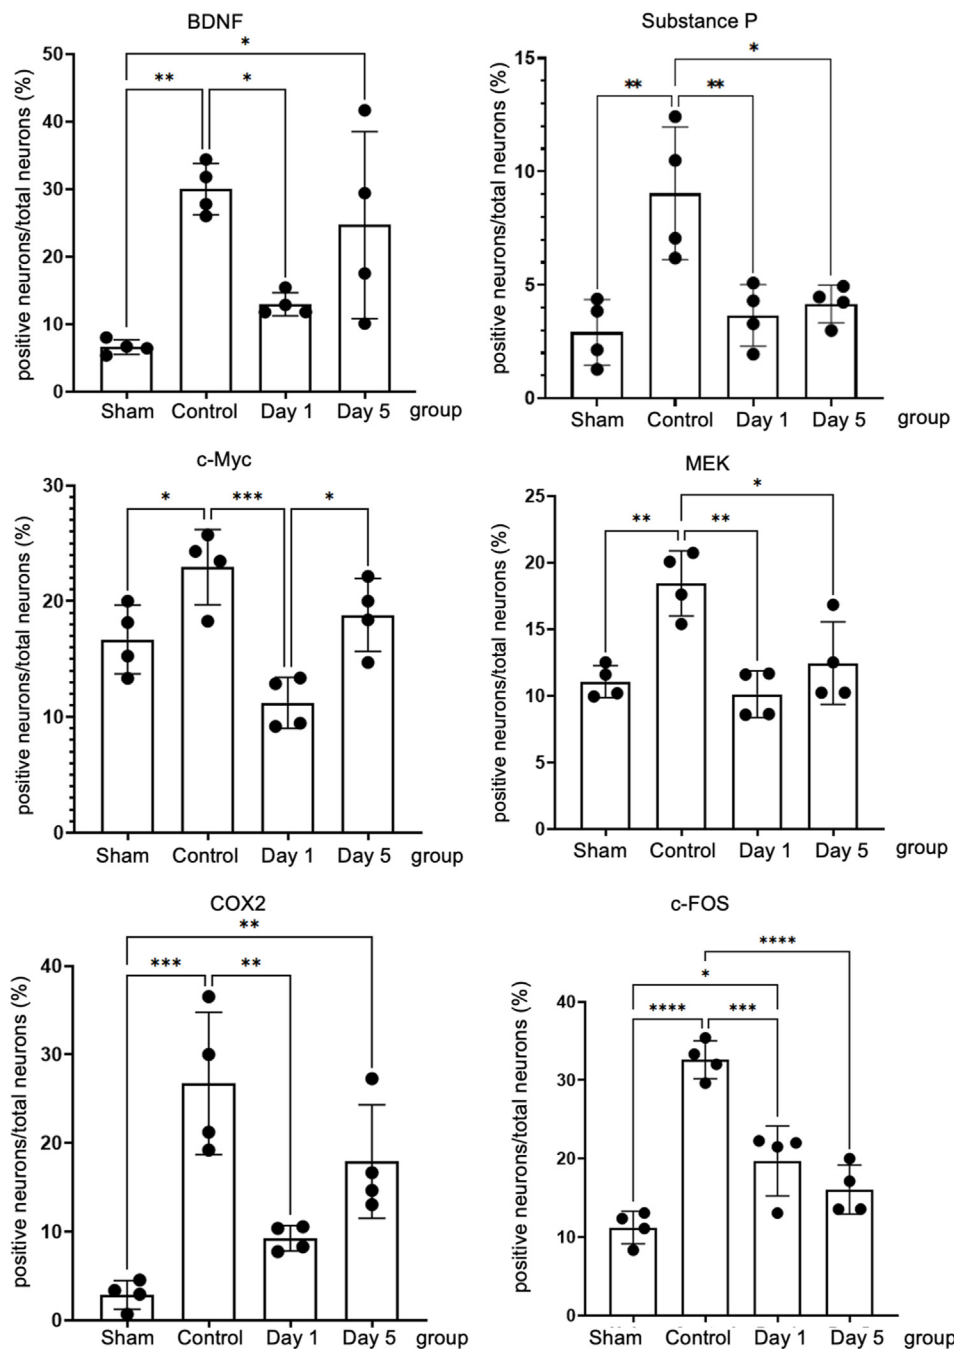 BDNF
positive neurons/total neurons (%)
50
40
30
20
10
0
*
** *
Sham Control Day 1 Day 5 group
Substance P
positive neurons/total neurons (%)
15
10
5
0
*
** **
Sham Control Day 1 Day 5 group
c-Myc
positive neurons/total neurons (%)
30
20
10
0
* *** *
Sham Control Day 1 Day 5 group
MEK
positive neurons/total neurons (%)
25
20
15
10
5
0
*
** **
Sham Control Day 1 Day 5 group
COX2
positive neurons/total neurons (%)
40
30
20
10
0
**
*** **
Sham Control Day 1 Day 5 group
c-FOS
positive neurons/total neurons (%)
40
30
20
10
0
****
*
**** ***
Sham Control Day 1 Day 5 group